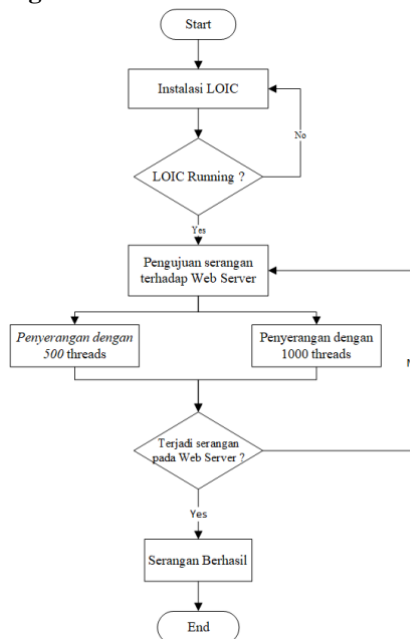 Start
Instalasi LOIC
No
LOIC Running ?
Yes
Pengujuan serangan
terhadap Web Server
Penyerangan dengan
500 threads
Penyerangan dengan
1000 threads
Terjadi serangan
pada Web Server ?
Yes
Serangan Berhasil
End